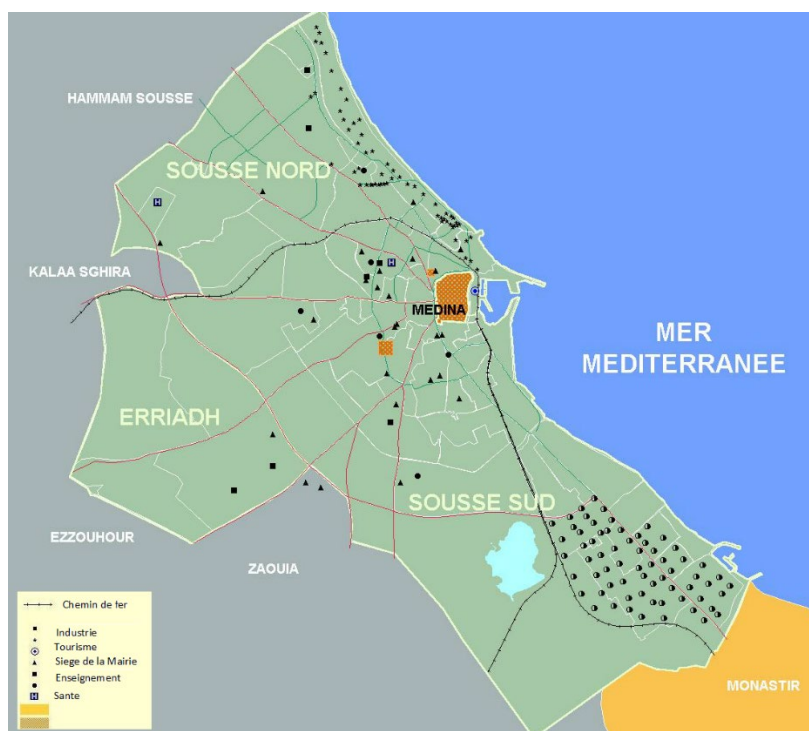 HAMMAM SOUSSE
SOUSSE NORD
KALAA SGHIRA
MEDINA
MER
MEDITERRANEE
ERRIADH
SOUSSE SUD
EZZOUHOUR
ZAOUIA
MONASTIR
Chemin de fer
Industrie
Tourisme
Siege de la Mairie
Enseignement
H Sante
H
H